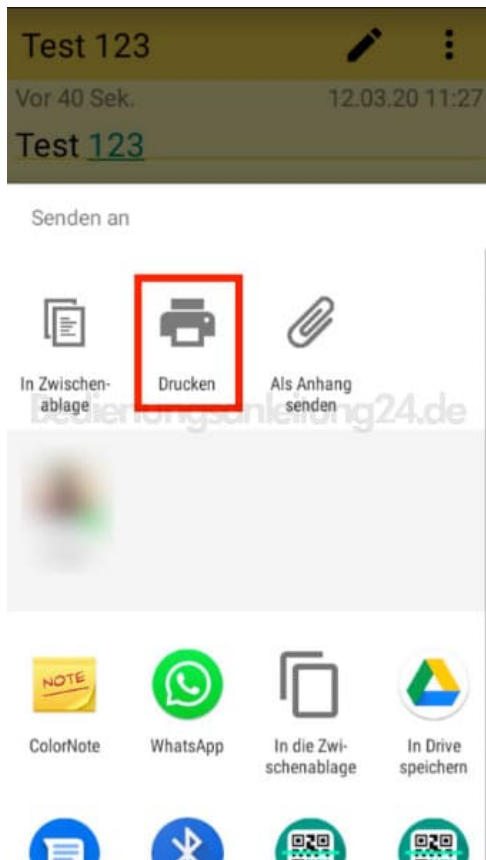 Test 123
Vor 40 Sek. 12.03.20 11:27
Test 123
Senden an
In Zwischen-
ablage
Drucken
Als Anhang
senden
Bedienungsanleitung24.de
NOTE
ColorNote
WhatsApp
In die Zwi-
schenablage
In Drive
speichern